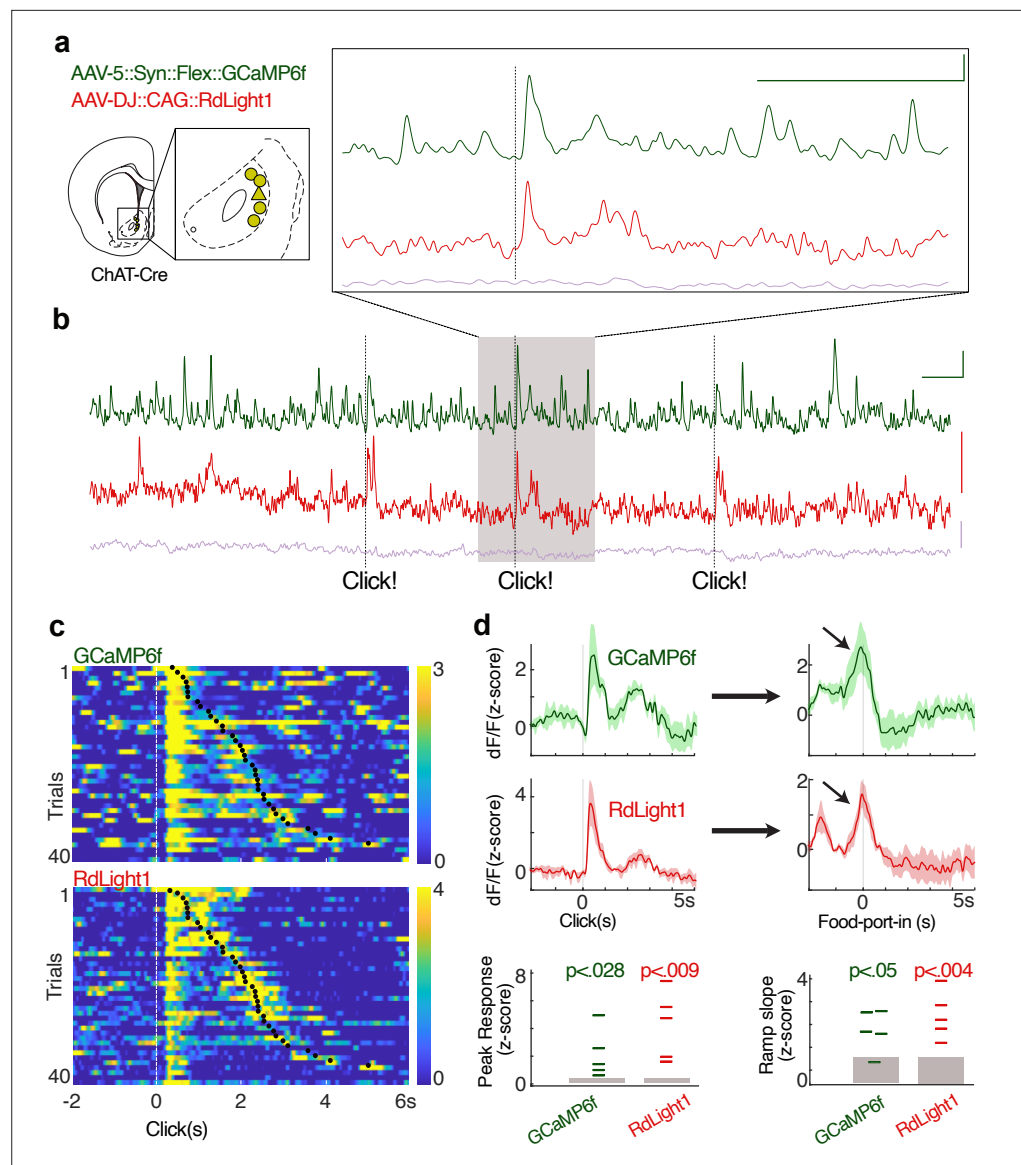 a
AAV-5::Syn::Flex::GCaMP6f
AAV-DJ::CAG::RdLight1
ChAT-Cre
b
Click!
Click!
Click!
c
GCaMP6f
1
Trials
40
3
0
RdLight1
1
Trials
40
4
0
-2
0
2
4
6s
Click(s)
d
dF/F(z-score)
2
0
GCaMP6f
2
0
dF/F(z-score)
4
0
RdLight1
2
0
0
5s
Click(s)
0
5s
Food-port-in (s)
Peak Response
(z-score)
8
0
p<.028
p<.009
GCaMP6f
RdLight1
Ramp slope
(z-score)
4
0
p<.05
p<.004
GCaMP6f
RdLight1